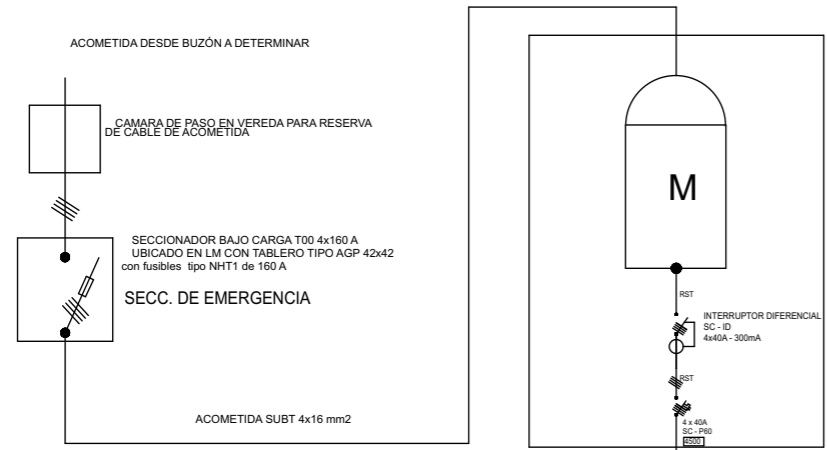 ACOMETIDA DESDE BUZÓN A DETERMINAR
CAMARA DE PASO EN VEREDA PARA RESERVA
DE CABLE DE ACOMETIDA
SECCIONADOR BAJO CARGA T00 4x160 A
UBICADO EN LM CON TABLERO TIPO AGP 42x42
con fusibles tipo NHT1 de 160 A
SECC. DE EMERGENCIA
ACOMETIDA SUBT 4x16 mm2
M
RST
INTERRUPTOR DIFERENCIAL
SC - ID
4x40A - 300mA
RST
4 x 40A
SC - P60
4500